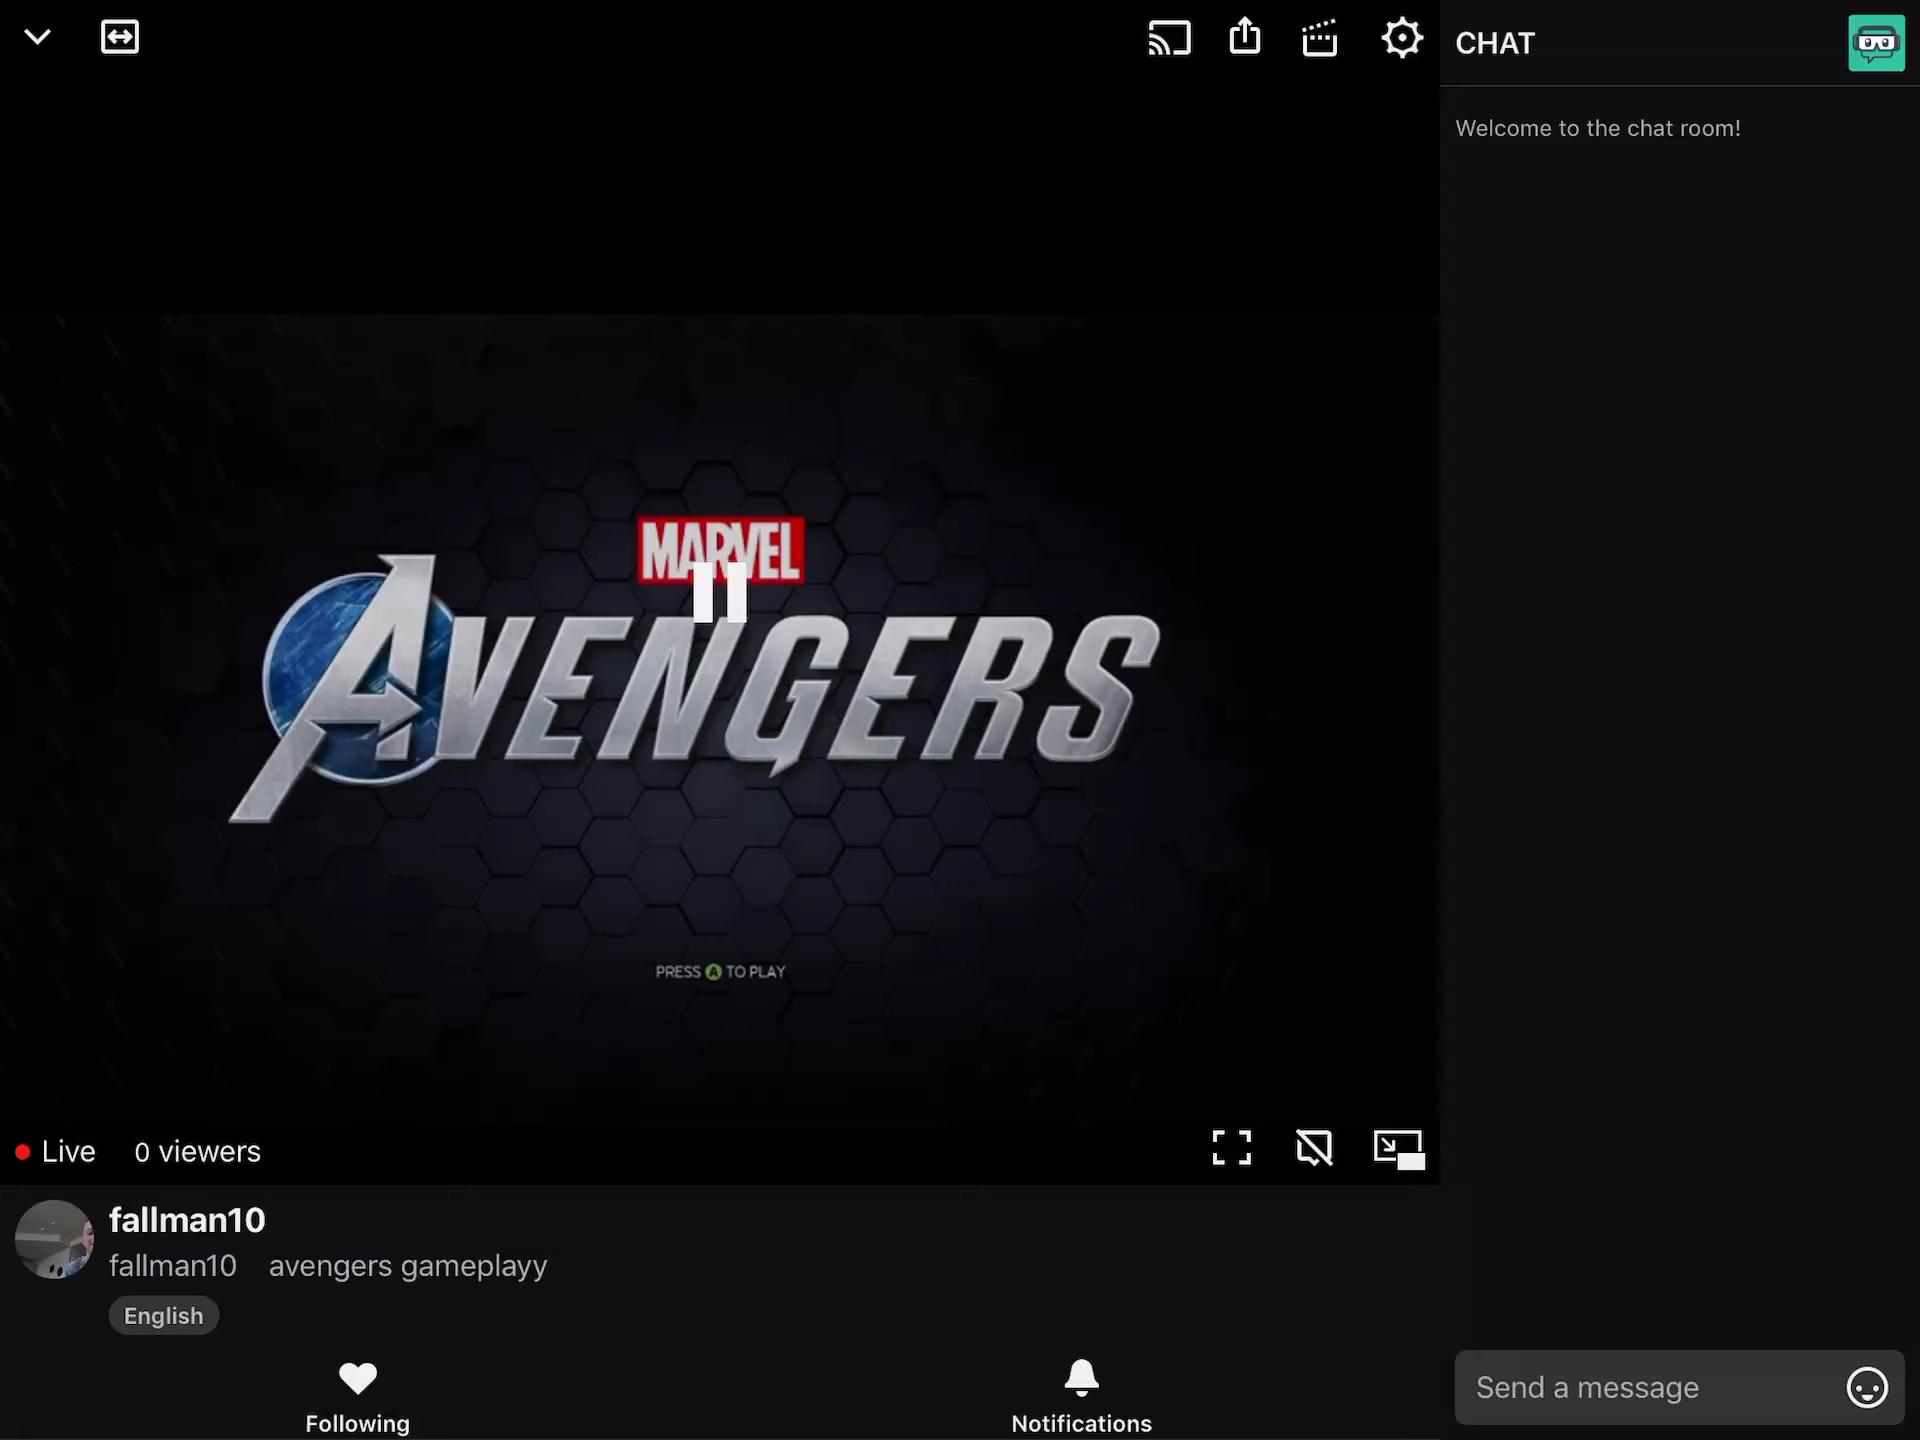 CHAT
Welcome to the chat room!
MARVEL
AVENGERS
PRESS A TO PLAY
Live 0 viewers
fallman10
fallman10 avengers gameplayy
English
Following
Notifications
Send a message